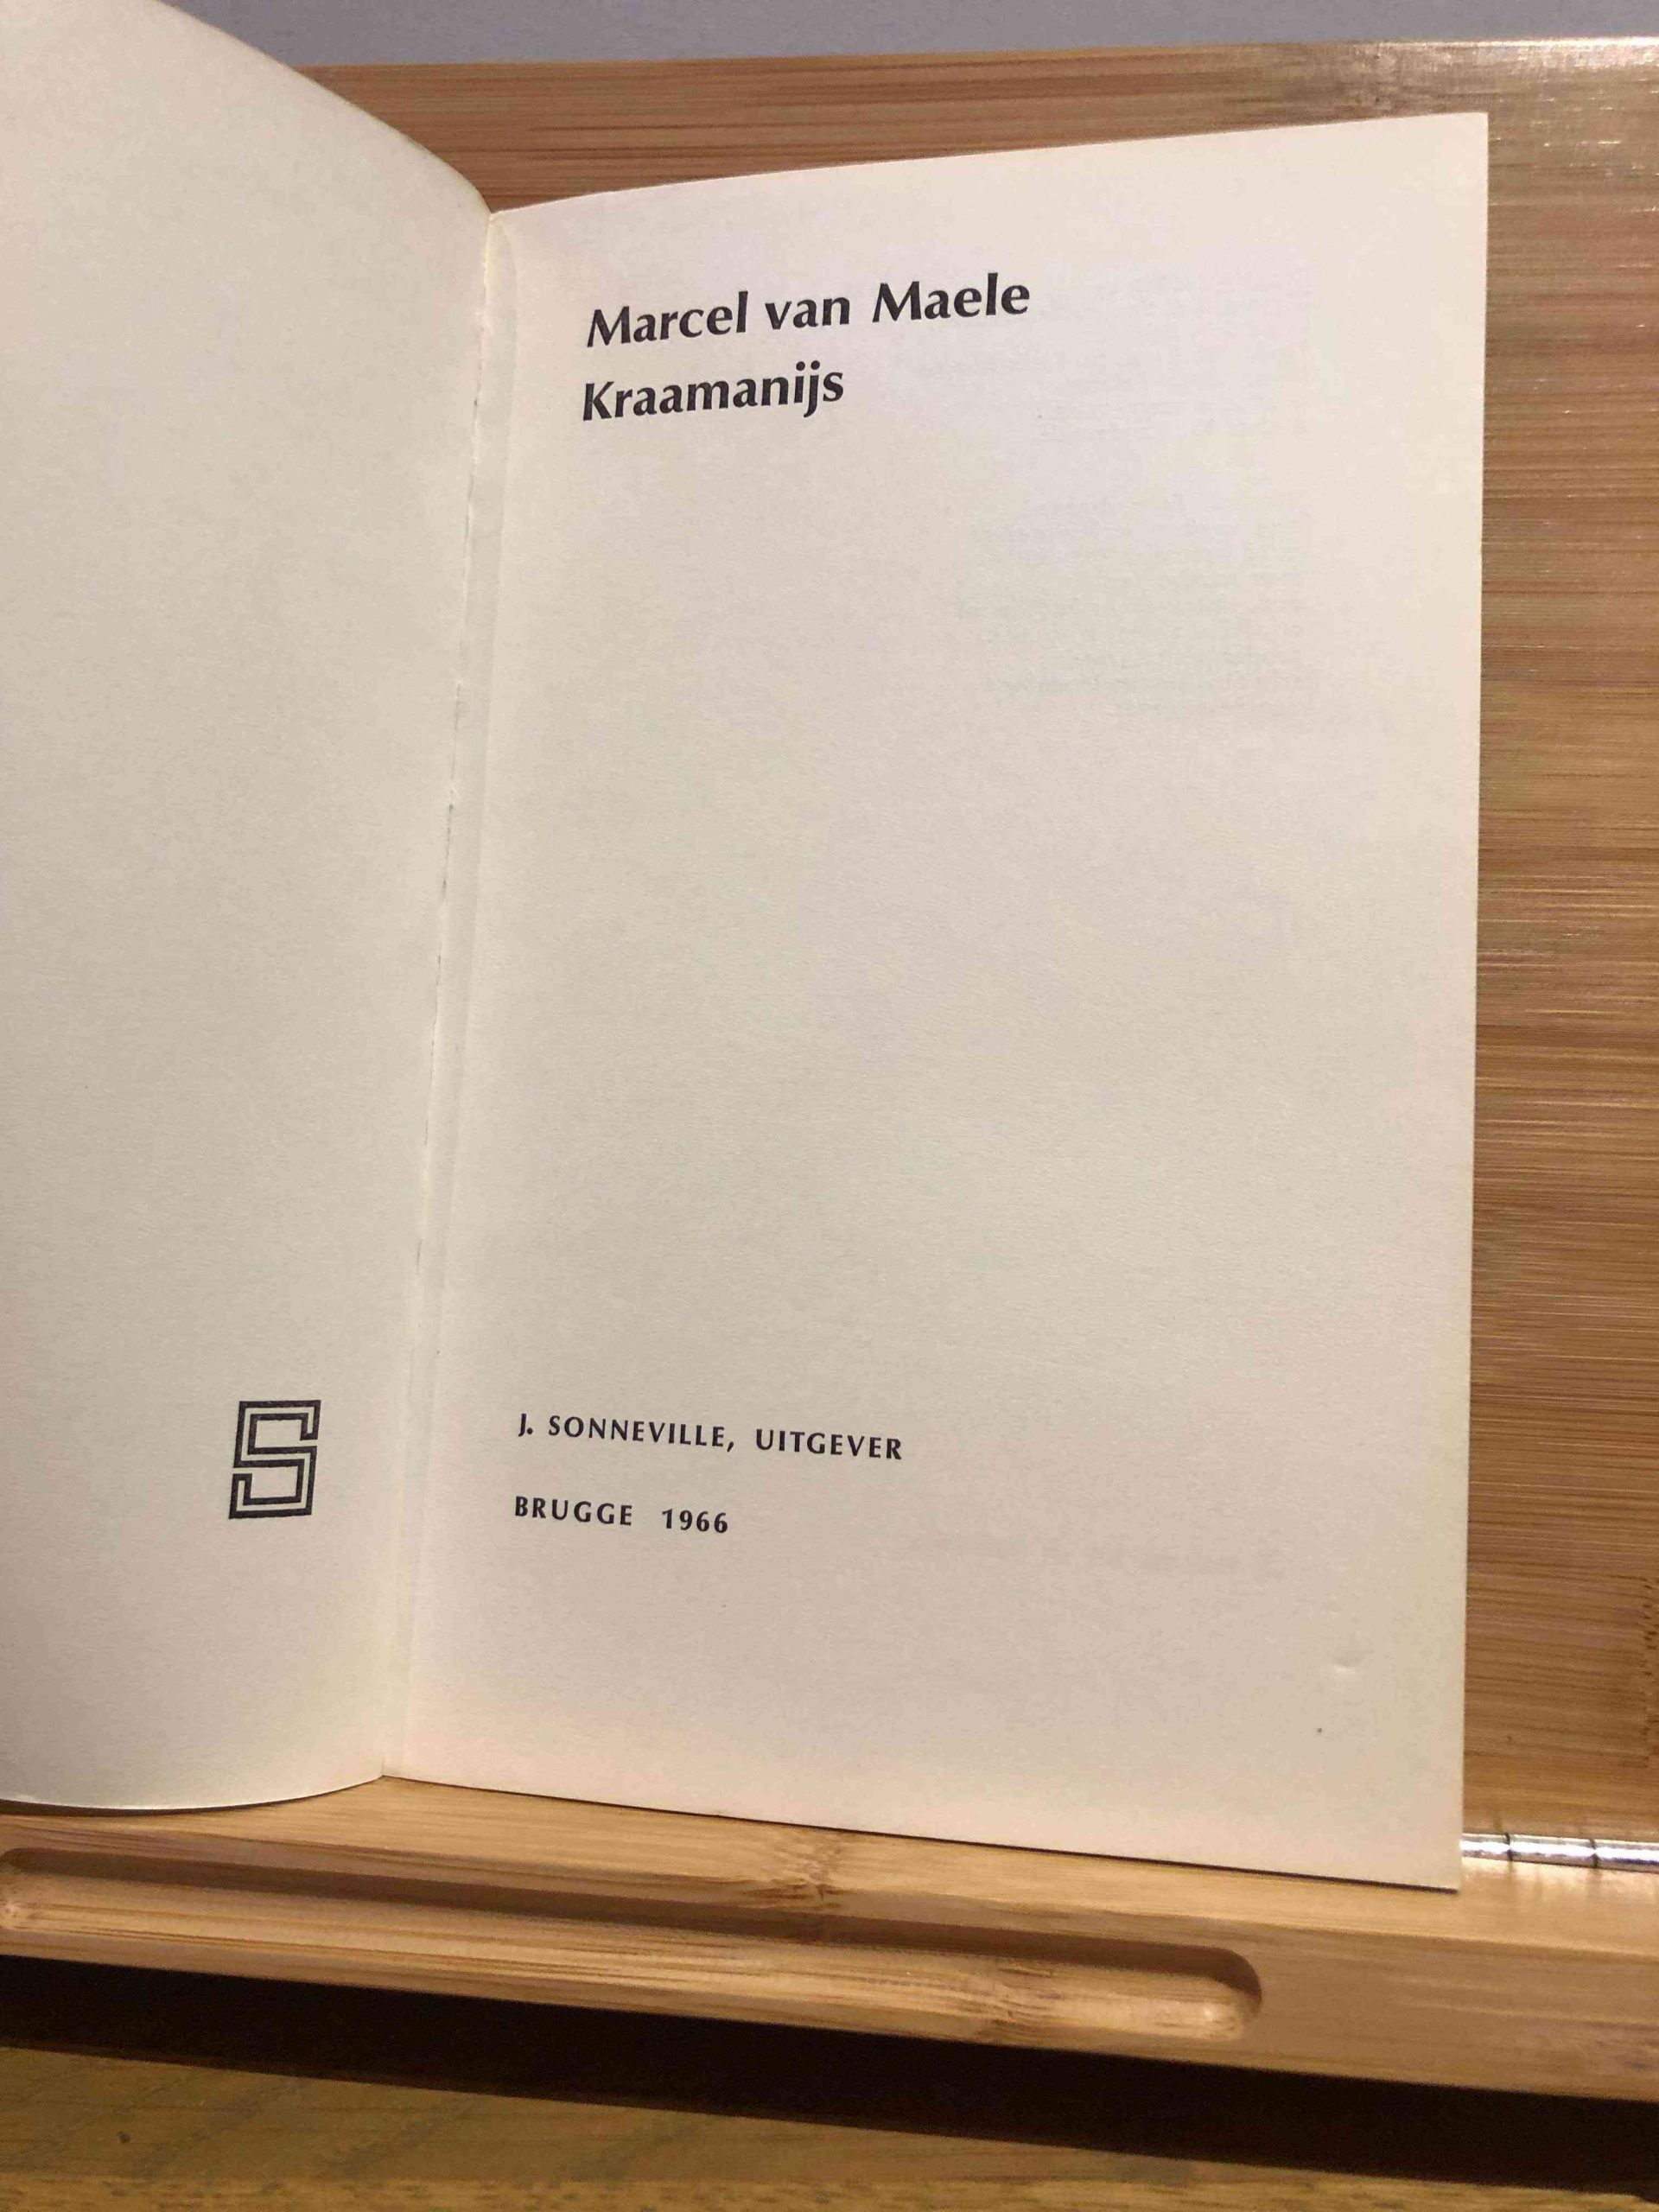 Marcel van Maele
Kraamanijs
S
J. SONNEVILLE, UITGEVER
BRUGGE 1966